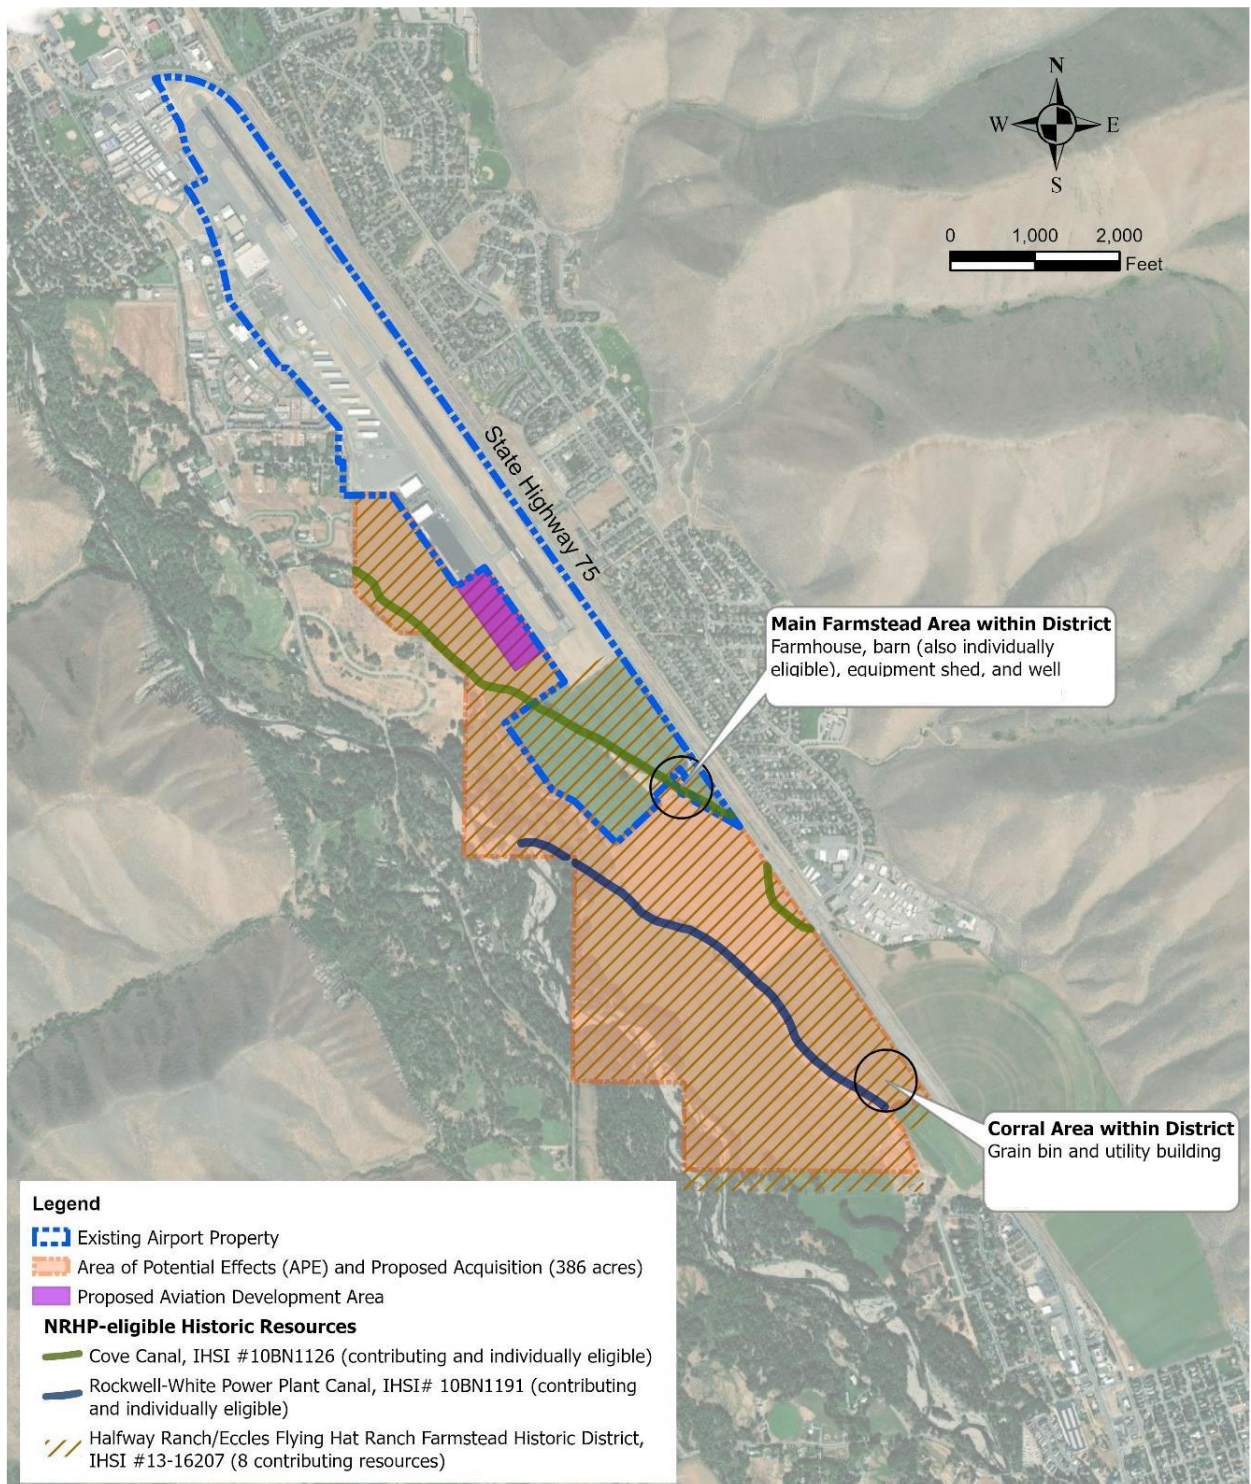 N
W E
S
0 1,000 2,000
Feet
State Highway 75
Main Farmstead Area within District
Farmhouse, barn (also individually
eligible), equipment shed, and well
Corral Area within District
Grain bin and utility building
Legend
Existing Airport Property
Area of Potential Effects (APE) and Proposed Acquisition (386 acres)
Proposed Aviation Development Area
NRHP-eligible Historic Resources
Cove Canal, IHSI #10BN1126 (contributing and individually eligible)
Rockwell-White Power Plant Canal, IHSI# 10BN1191 (contributing
and individually eligible)
Halfway Ranch/Eccles Flying Hat Ranch Farmstead Historic District,
IHSI #13-16207 (8 contributing resources)